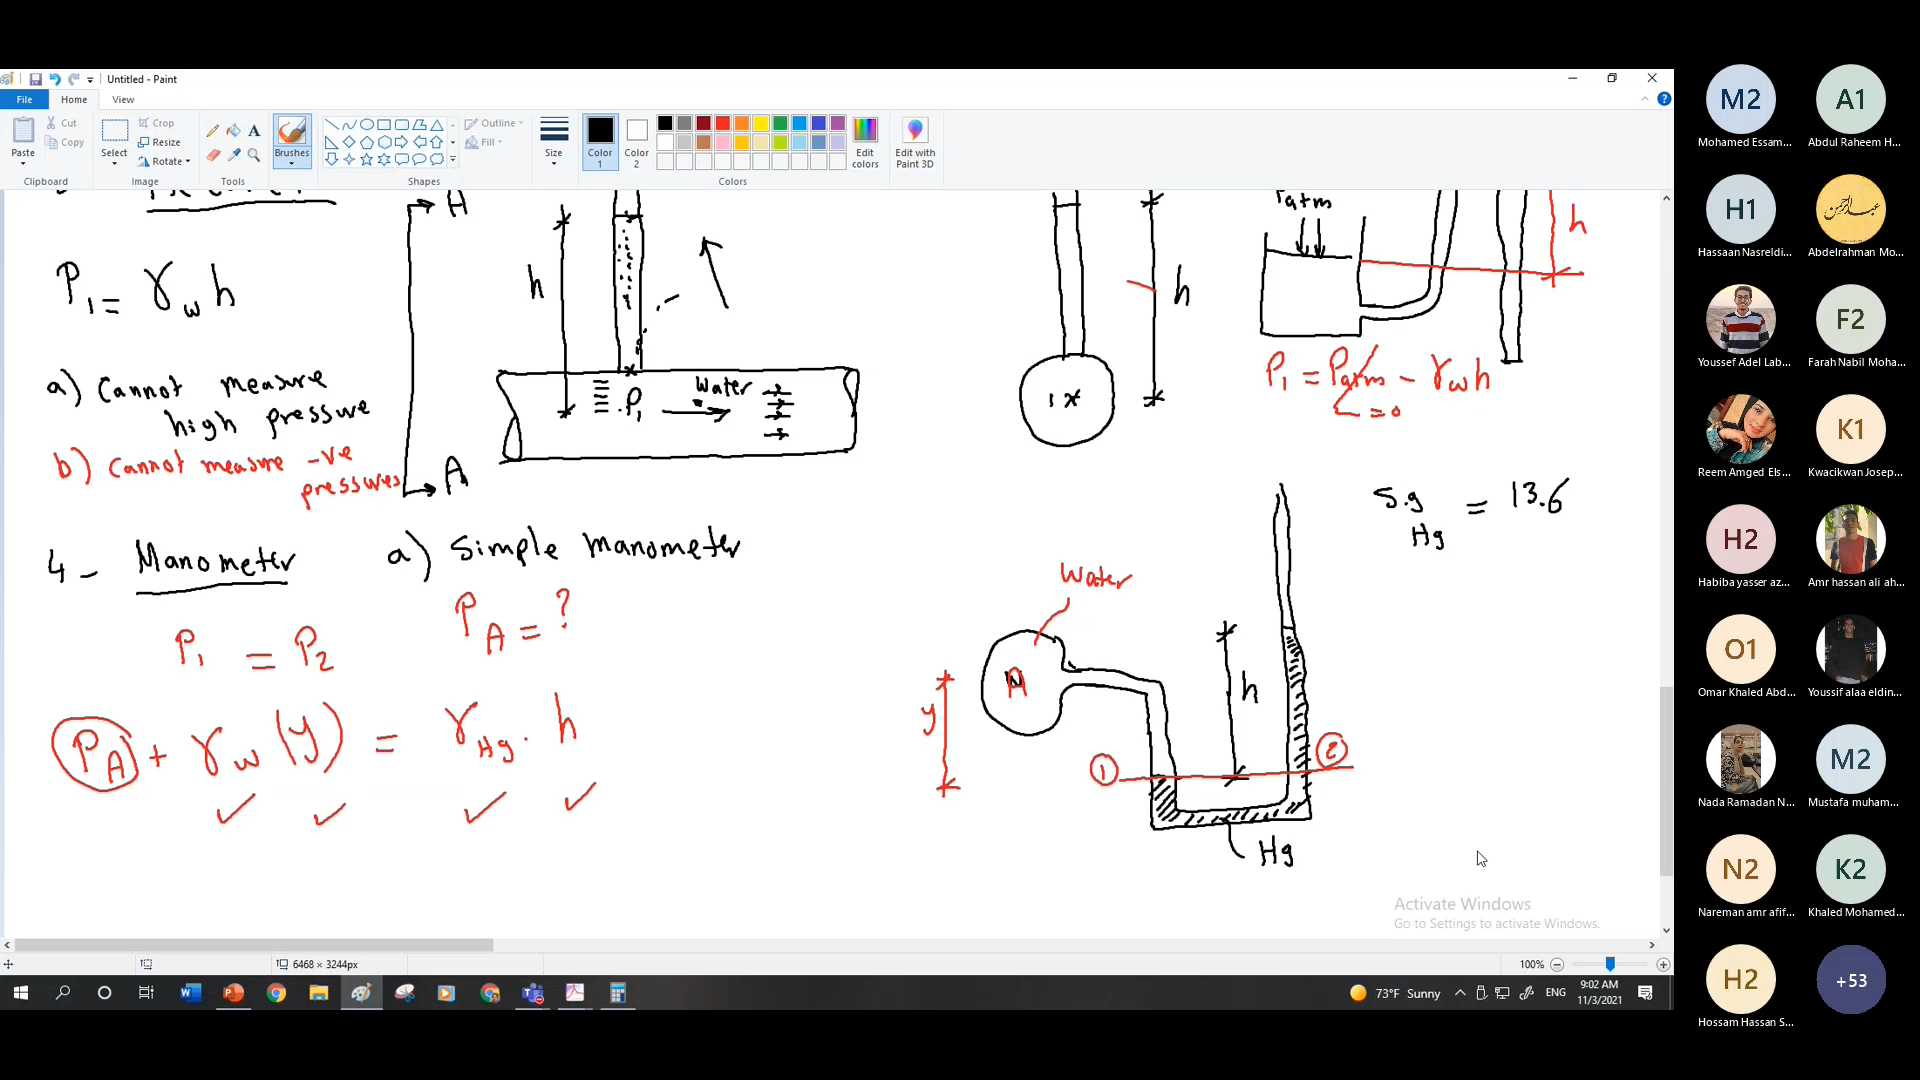 Untitled - Paint
File
Home
View
Paste
Cut
Copy
Clipboard
Select
Crop
Resize
Rotate
Image
Tools
Brushes
Shapes
Outline
Fill
Size
Color 1
Color 2
Colors
Edit colors
Edit with Paint 3D
H
P₁ = γw h
a) Cannot measure
high pressure
b) Cannot measure -ve
pressures
A
h
P₁
Water
h
1
Patm
h
P₁ = Patm - γw h
= 0
S.g Hg = 13.6
4 - Manometer
a) Simple manometer
P₁ = P₂
PA = ?
PA + γw (y) = γHg . h
Water
A
y
h
①
②
Hg
Activate Windows
Go to Settings to activate Windows.
6468 × 3244px
100%
73°F Sunny
ENG
9:02 AM
11/3/2021
M2
Mohamed Essam...
A1
Abdul Raheem H...
H1
Hassaan Nasreldi...
عبدالرحمن
Abdelrahman Mo...
Youssef Adel Lab...
F2
Farah Nabil Moha...
Reem Amged Els...
K1
Kwacikwan Josep...
H2
Habiba yasser az...
Amr hassan ali ah...
O1
Omar Khaled Abd...
Youssif alaa eldin...
Nada Ramadan N...
M2
Mustafa muham...
N2
Nareman amr afif...
K2
Khaled Mohamed...
H2
Hossam Hassan S...
+53